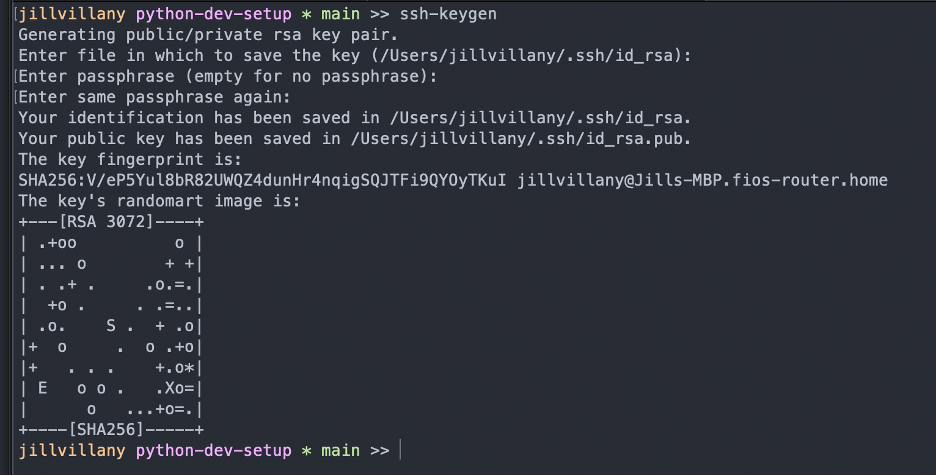 [jillvillany python-dev-setup * main >> ssh-keygen
Generating public/private rsa key pair.
Enter file in which to save the key (/Users/jillvillany/.ssh/id_rsa):
[Enter passphrase (empty for no passphrase):
[Enter same passphrase again:
Your identification has been saved in /Users/jillvillany/.ssh/id_rsa.
Your public key has been saved in /Users/jillvillany/.ssh/id_rsa.pub.
The key fingerprint is:
SHA256:V/eP5Yul8bR82UWQZ4dunHr4nqigSQJTFi9QYOyTKuI jillvillany@Jills-MBP.fios-router.home
The key's randomart image is:
+---[RSA 3072]----+
| .+oo          o |
| ... o        + +|
| . .+ .     .o.=.|
|  +o .     . .=..|
| .o.    S .  + .o|
|+  o     .  o .+o|
|+   . . .    +.o*|
| E   o o .   .Xo=|
|      o   ...+o=.|
+----[SHA256]-----+
jillvillany python-dev-setup * main >>